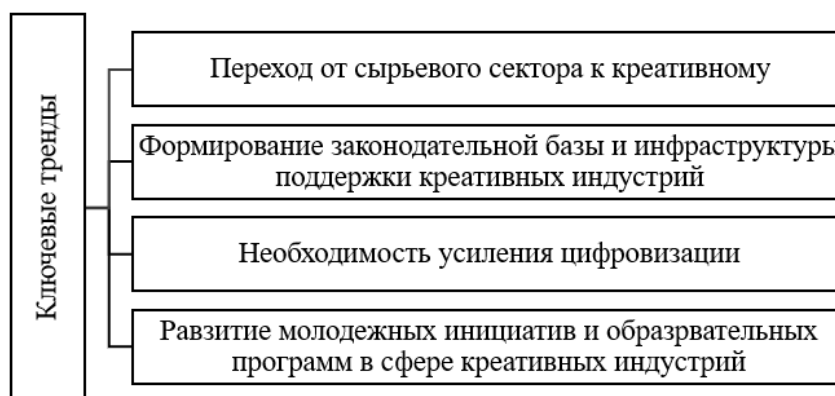 Ключевые тренды
Переход от сырьевого сектора к креативному
Формирование законодательной базы и инфраструктуры
поддержки креативных индустрий
Необходимость усиления цифровизации
Равзитие молодежных инициатив и образрвательных
программ в сфере креативных индустрий